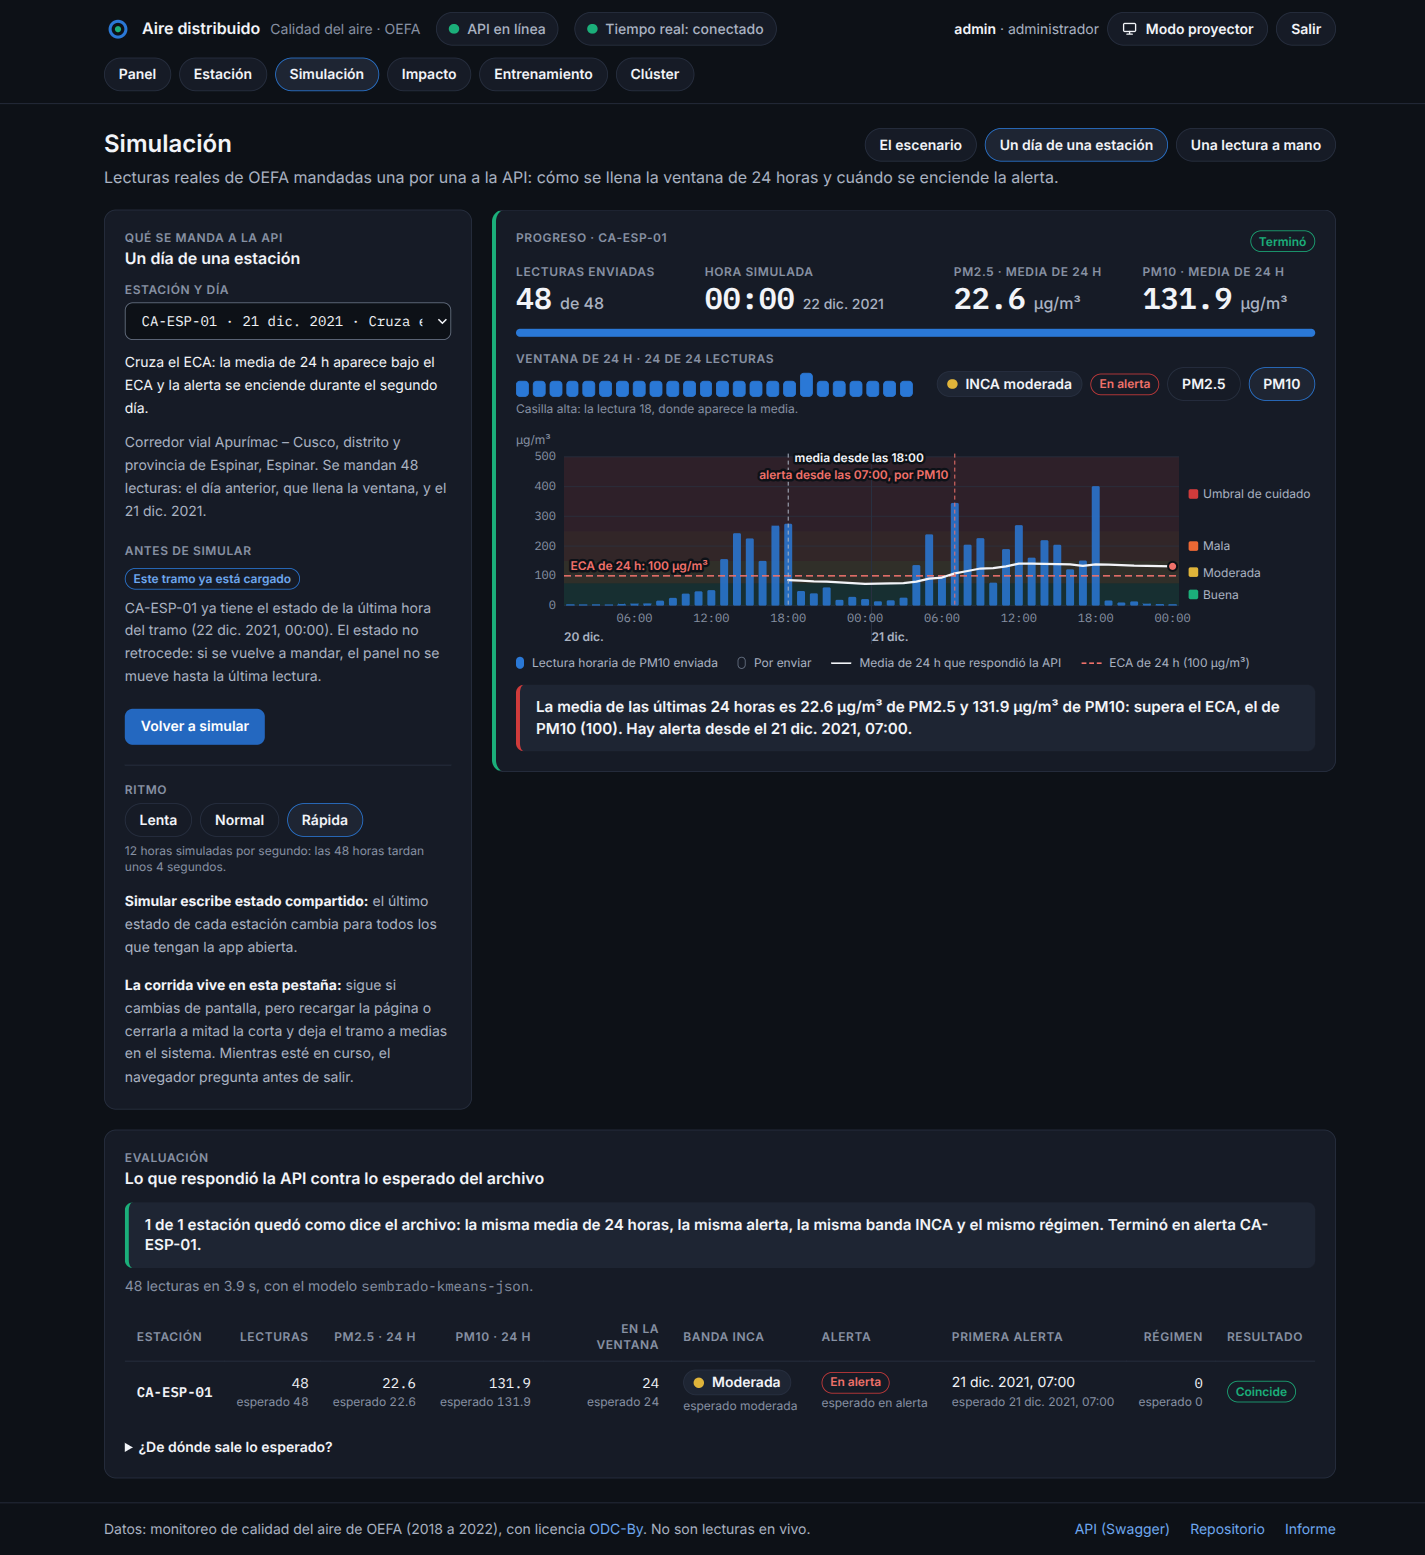 Aire distribuido Calidad del aire · OEFA API en línea Tiempo real: conectado admin · administrador Modo proyector Salir
Panel Estación Simulación Impacto Entrenamiento Clúster
Simulación
El escenario Un día de una estación Una lectura a mano
Lecturas reales de OEFA mandadas una por una a la API: cómo se llena la ventana de 24 horas y cuándo se enciende la alerta.
QUÉ SE MANDA A LA API
Un día de una estación
ESTACIÓN Y DÍA
CA-ESP-01 · 21 dic. 2021 · Cruza
Cruza el ECA: la media de 24 h aparece bajo el
ECA y la alerta se enciende durante el segundo
día.
Corredor vial Apurímac – Cusco, distrito y
provincia de Espinar, Espinar. Se mandan 48
lecturas: el día anterior, que llena la ventana, y el
21 dic. 2021.
ANTES DE SIMULAR
Este tramo ya está cargado
CA-ESP-01 ya tiene el estado de la última hora
del tramo (22 dic. 2021, 00:00). El estado no
retrocede: si se vuelve a mandar, el panel no se
mueve hasta la última lectura.
Volver a simular
RITMO
Lenta Normal Rápida
12 horas simuladas por segundo: las 48 horas tardan
unos 4 segundos.
Simular escribe estado compartido: el último
estado de cada estación cambia para todos los
que tengan la app abierta.
La corrida vive en esta pestaña: sigue si
cambias de pantalla, pero recargar la página o
cerrarla a mitad la corta y deja el tramo a medias
en el sistema. Mientras esté en curso, el
navegador pregunta antes de salir.
PROGRESO · CA-ESP-01
Terminó
LECTURAS ENVIADAS HORA SIMULADA PM2.5 · MEDIA DE 24 H PM10 · MEDIA DE 24 H
48 de 48 00:00 22 dic. 2021 22.6 µg/m³ 131.9 µg/m³
VENTANA DE 24 H · 24 DE 24 LECTURAS
INCA moderada En alerta PM2.5 PM10
Casilla alta: la lectura 18, donde aparece la media.
µg/m³
500
400
300
200
100
0
media desde las 18:00
alerta desde las 07:00, por PM10
ECA de 24 h: 100 µg/m³
Umbral de cuidado
Mala
Moderada
Buena
06:00 12:00 18:00 00:00 06:00 12:00 18:00 00:00
20 dic. 21 dic.
Lectura horaria de PM10 enviada Por enviar Media de 24 h que respondió la API ECA de 24 h (100 µg/m³)
La media de las últimas 24 horas es 22.6 µg/m³ de PM2.5 y 131.9 µg/m³ de PM10: supera el ECA, el de
PM10 (100). Hay alerta desde el 21 dic. 2021, 07:00.
EVALUACIÓN
Lo que respondió la API contra lo esperado del archivo
1 de 1 estación quedó como dice el archivo: la misma media de 24 horas, la misma alerta, la misma banda INCA y el mismo régimen. Terminó en alerta CA-
ESP-01.
48 lecturas en 3.9 s, con el modelo sembrado-kmeans-json.
ESTACIÓN LECTURAS PM2.5 · 24 H PM10 · 24 H EN LA VENTANA BANDA INCA ALERTA PRIMERA ALERTA RÉGIMEN RESULTADO
CA-ESP-01 48 22.6 131.9 24 Moderada En alerta 21 dic. 2021, 07:00 0 Coincide
esperado 48 esperado 22.6 esperado 131.9 esperado 24 esperado moderada esperado en alerta esperado 21 dic. 2021, 07:00 esperado 0
¿De dónde sale lo esperado?
Datos: monitoreo de calidad del aire de OEFA (2018 a 2022), con licencia ODC-By. No son lecturas en vivo. API (Swagger) Repositorio Informe